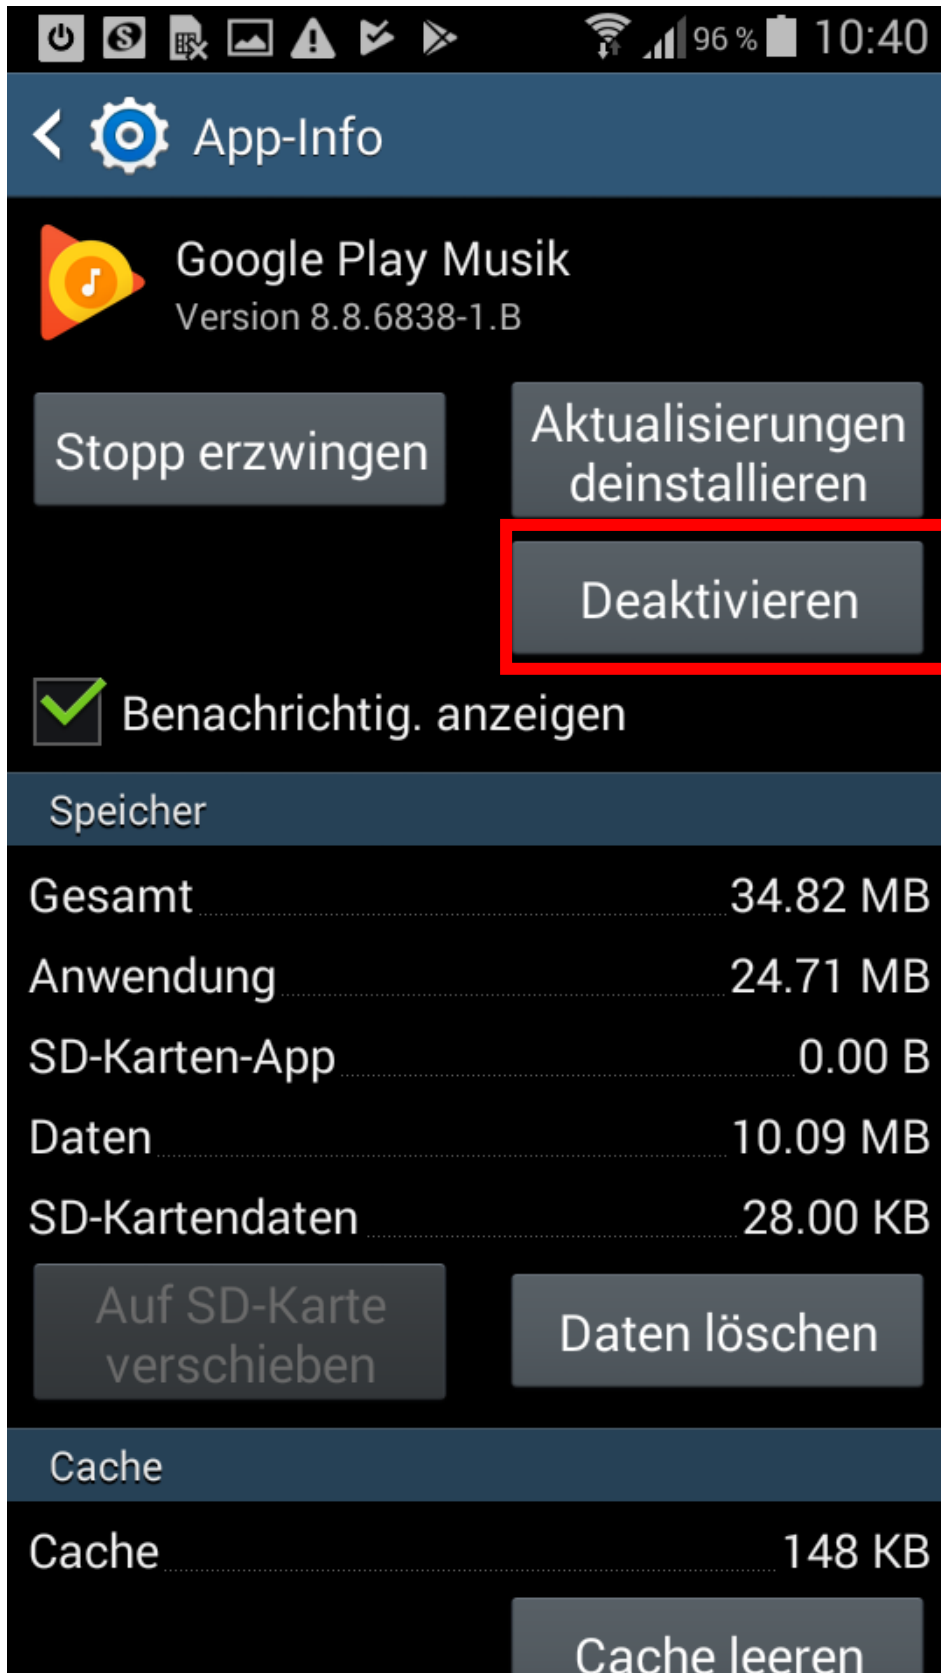 96 % 10:40
App-Info
Google Play Musik
Version 8.8.6838-1.B
Stopp erzwingen
Aktualisierungen
deinstallieren
Deaktivieren
Benachrichtig. anzeigen
Speicher
Gesamt 34.82 MB
Anwendung 24.71 MB
SD-Karten-App 0.00 B
Daten 10.09 MB
SD-Kartendaten 28.00 KB
Auf SD-Karte
verschieben
Daten löschen
Cache
Cache 148 KB
Cache leeren